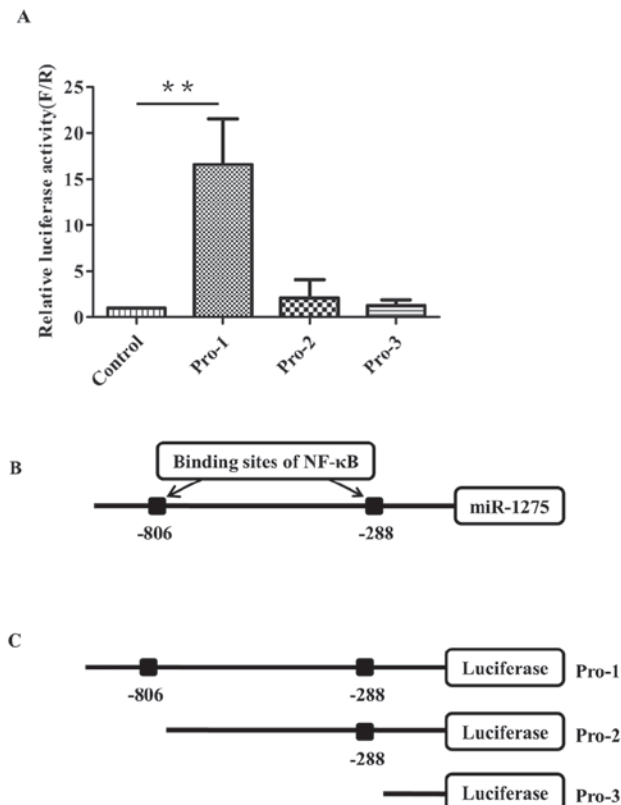 A
Relative luciferase activity(F/R)
25
20
15
10
5
0
**
Control
Pro-1
Pro-2
Pro-3
B
Binding sites of NF-κB
miR-1275
-806
-288
C
Luciferase
Pro-1
-806
-288
Luciferase
Pro-2
-288
Luciferase
Pro-3